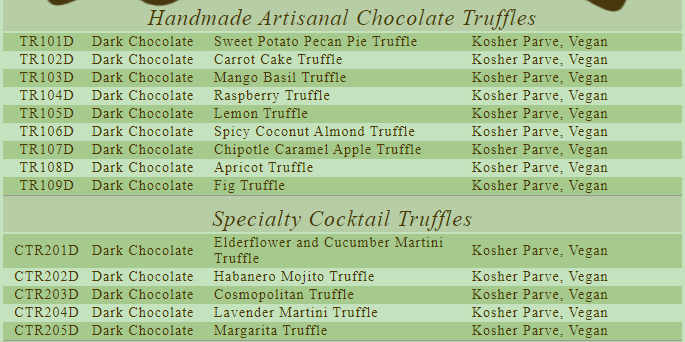 Handmade Artisanal Chocolate Truffles
TR101D Dark Chocolate Sweet Potato Pecan Pie Truffle Kosher Parve, Vegan
TR102D Dark Chocolate Carrot Cake Truffle Kosher Parve, Vegan
TR103D Dark Chocolate Mango Basil Truffle Kosher Parve, Vegan
TR104D Dark Chocolate Raspberry Truffle Kosher Parve, Vegan
TR105D Dark Chocolate Lemon Truffle Kosher Parve, Vegan
TR106D Dark Chocolate Spicy Coconut Almond Truffle Kosher Parve, Vegan
TR107D Dark Chocolate Chipotle Caramel Apple Truffle Kosher Parve, Vegan
TR108D Dark Chocolate Apricot Truffle Kosher Parve, Vegan
TR109D Dark Chocolate Fig Truffle Kosher Parve, Vegan
Specialty Cocktail Truffles
CTR201D Dark Chocolate Elderflower and Cucumber Martini
Truffle Kosher Parve, Vegan
CTR202D Dark Chocolate Habanero Mojito Truffle Kosher Parve, Vegan
CTR203D Dark Chocolate Cosmopolitan Truffle Kosher Parve, Vegan
CTR204D Dark Chocolate Lavender Martini Truffle Kosher Parve, Vegan
CTR205D Dark Chocolate Margarita Truffle Kosher Parve, Vegan